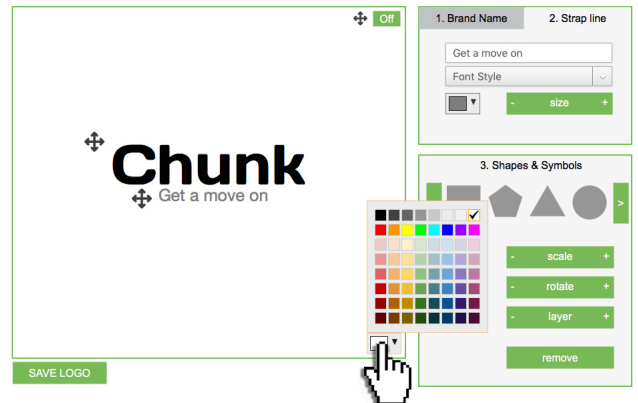 Off
Chunk
Get a move on
SAVE LOGO
1. Brand Name
2. Strap line
Get a move on
Font Style
- size +
3. Shapes & Symbols
>
- scale +
- rotate +
- layer +
remove